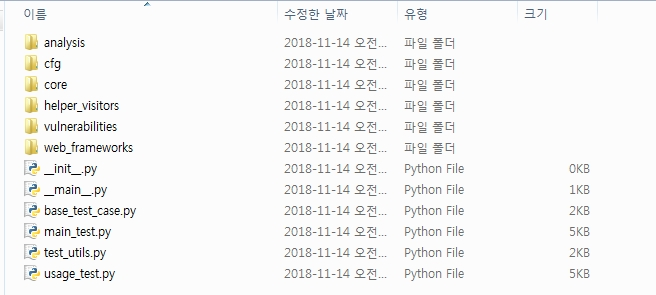 이름 수정한 날짜 유형 크기
analysis 2018-11-14 오전... 파일 폴더
cfg 2018-11-14 오전... 파일 폴더
core 2018-11-14 오전... 파일 폴더
helper_visitors 2018-11-14 오전... 파일 폴더
vulnerabilities 2018-11-14 오전... 파일 폴더
web_frameworks 2018-11-14 오전... 파일 폴더
__init__.py 2018-11-14 오전... Python File 0KB
__main__.py 2018-11-14 오전... Python File 1KB
base_test_case.py 2018-11-14 오전... Python File 2KB
main_test.py 2018-11-14 오전... Python File 5KB
test_utils.py 2018-11-14 오전... Python File 2KB
usage_test.py 2018-11-14 오전... Python File 5KB